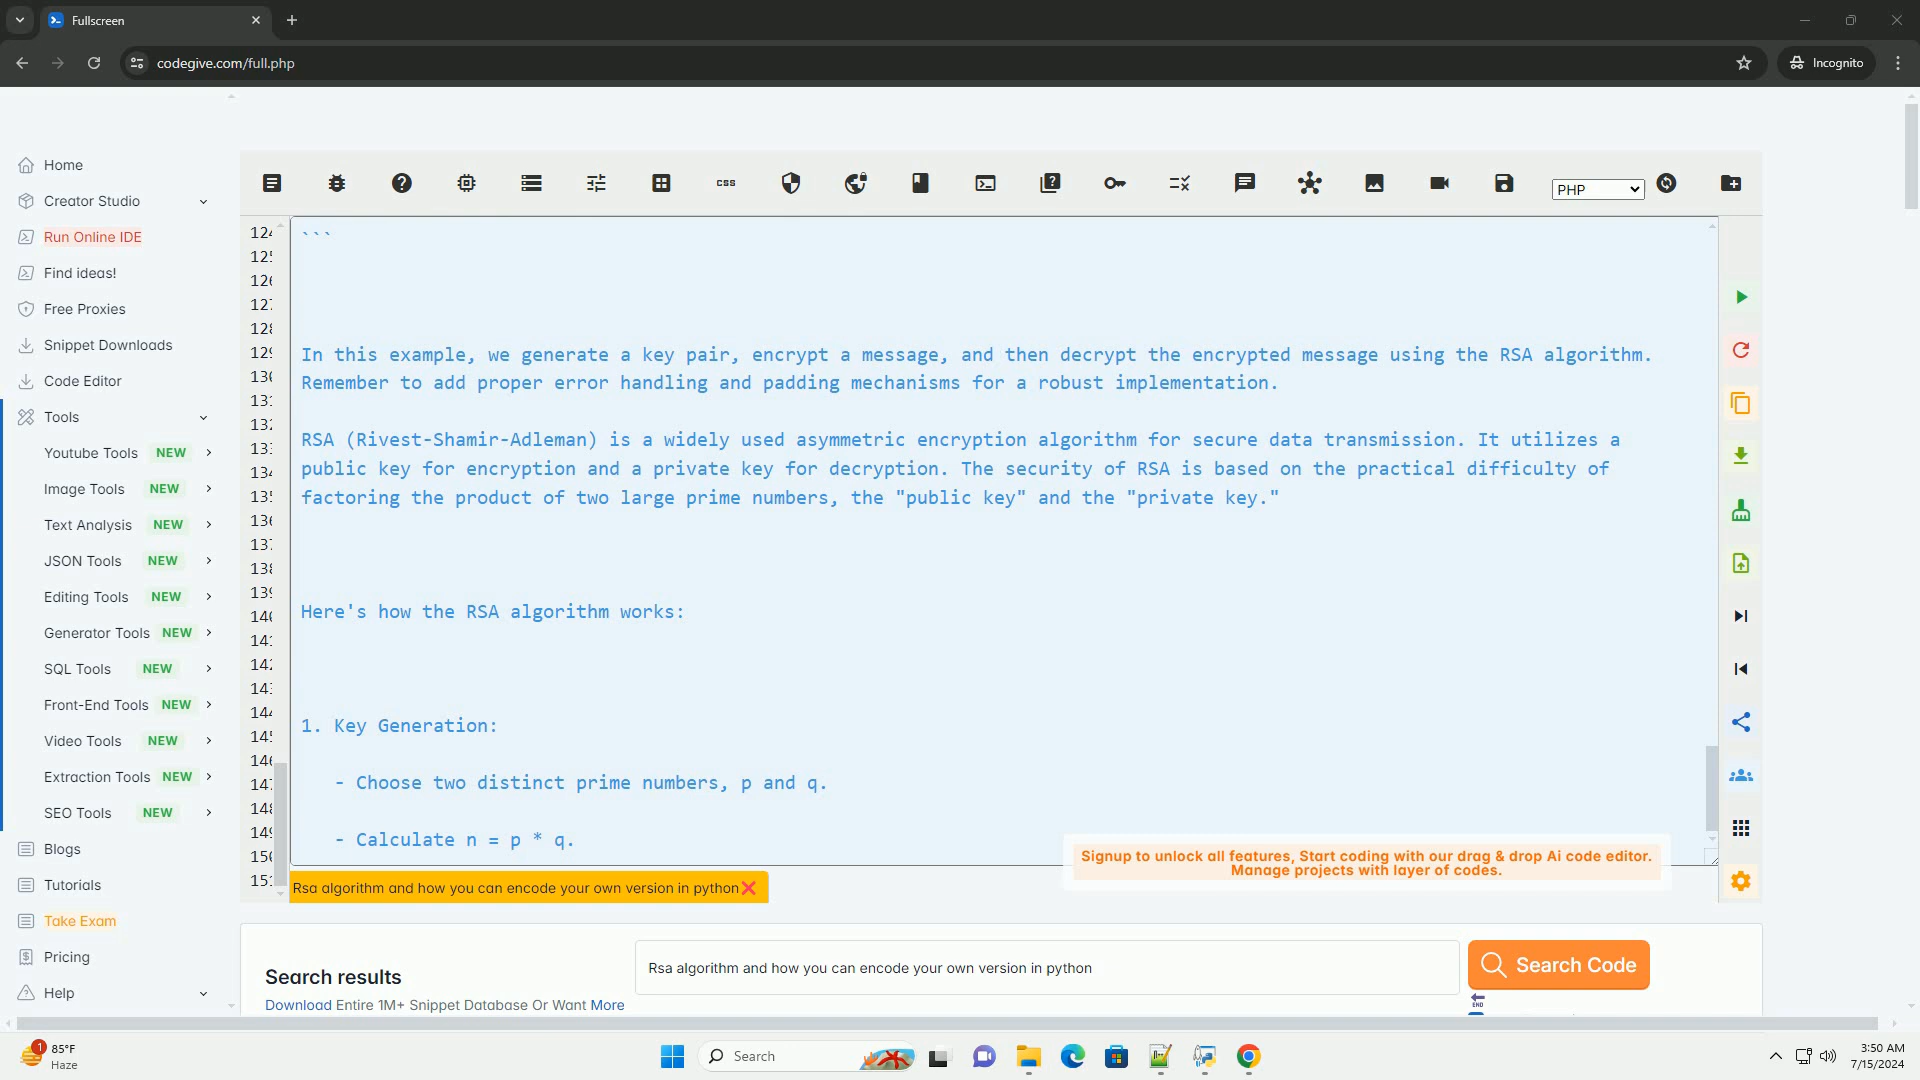 Fullscreen
codegive.com/full.php
Incognito
Home
Creator Studio
Run Online IDE
Find ideas!
Free Proxies
Snippet Downloads
Code Editor
Tools
Youtube Tools NEW
Image Tools NEW
Text Analysis NEW
JSON Tools NEW
Editing Tools NEW
Generator Tools NEW
SQL Tools NEW
Front-End Tools NEW
Video Tools NEW
Extraction Tools NEW
SEO Tools NEW
Blogs
Tutorials
Take Exam
Pricing
Help
CSS
PHP
```
In this example, we generate a key pair, encrypt a message, and then decrypt the encrypted message using the RSA algorithm.
Remember to add proper error handling and padding mechanisms for a robust implementation.
RSA (Rivest-Shamir-Adleman) is a widely used asymmetric encryption algorithm for secure data transmission. It utilizes a
public key for encryption and a private key for decryption. The security of RSA is based on the practical difficulty of
factoring the product of two large prime numbers, the "public key" and the "private key."
Here's how the RSA algorithm works:
1. Key Generation:
- Choose two distinct prime numbers, p and q.
- Calculate n = p * q.
Signup to unlock all features, Start coding with our drag & drop Ai code editor.
Manage projects with layer of codes.
Rsa algorithm and how you can encode your own version in python
Search results
Download Entire 1M+ Snippet Database Or Want More
Rsa algorithm and how you can encode your own version in python
Search Code
END
1
85°F
Haze
Search
3:50 AM
7/15/2024